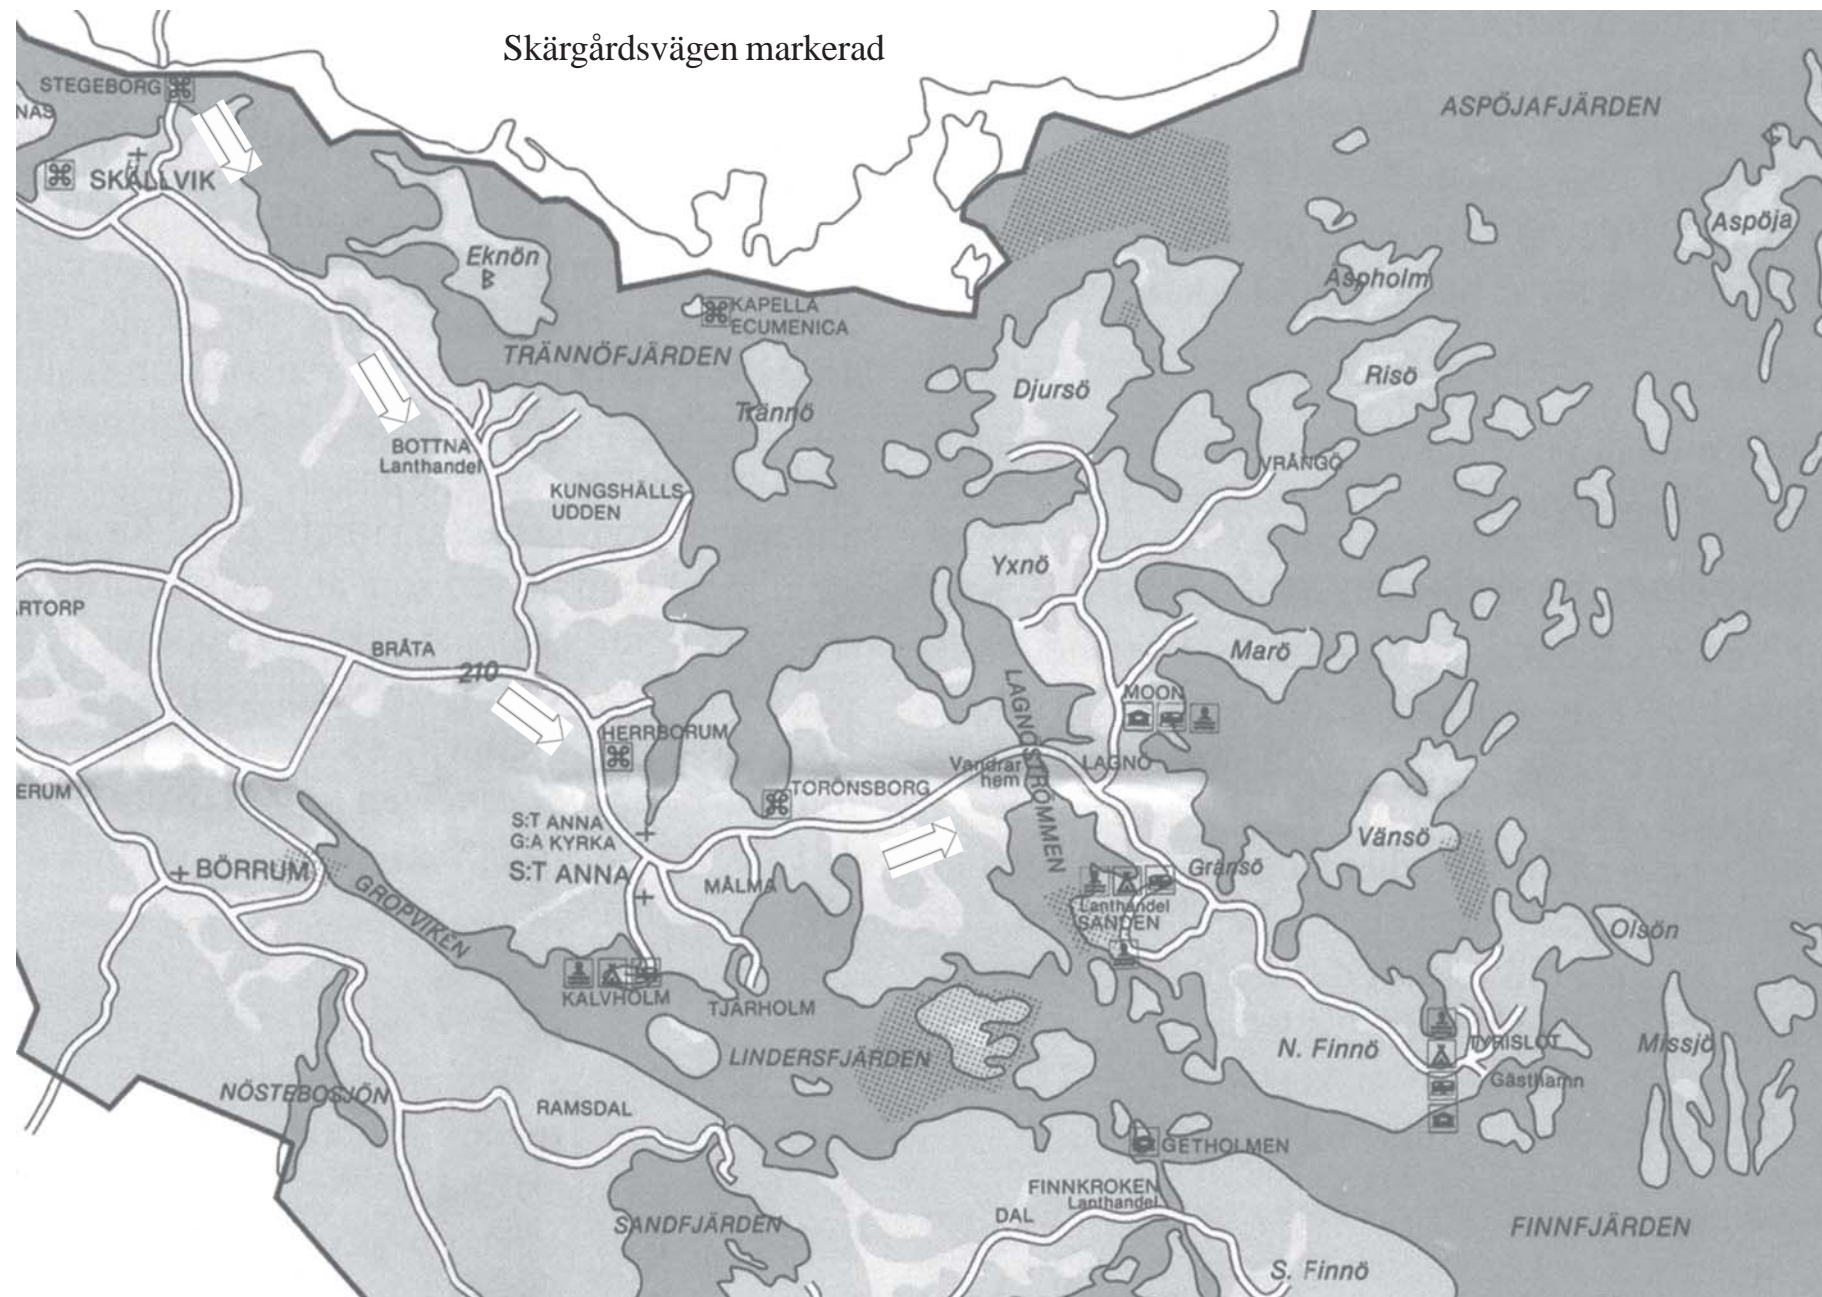 Skärgårdsvägen markerad
STEGEBORG
NÄS
SKÄLLVIK
ASPÖJAFJÄRDEN
Aspöja
Eknön
KAPELLA
ECUMENICA
Aspholm
TRÄNNÖFJÄRDEN
Trännö
Djursö
Risö
BOTTNA
Lanthandel
VRÅNGÖ
KUNGSHÄLLS
UDDEN
Yxnö
ARTORP
BRÅTA
210
Marö
MOON
LAGNÖSTRÖMMEN
HERRBORUM
Vandrar
hem
LAGNÖ
ERUM
TORÖNSBORG
S:T ANNA
G:A KYRKA
S:T ANNA
Vänsö
BÖRRUM
MÅLMA
Gränsö
GROPVIKEN
Lanthandel
SANDEN
Olsön
KALVHOLM
TJÄRHOLM
LINDERSFJÄRDEN
N. Finnö
TYRISLÖT
Missjö
Gästhamn
NÖSTEBOSJÖN
RAMSDAL
GETHOLMEN
FINNKROKEN
Lanthandel
DAL
SANDFJÄRDEN
FINNFJÄRDEN
S. Finnö